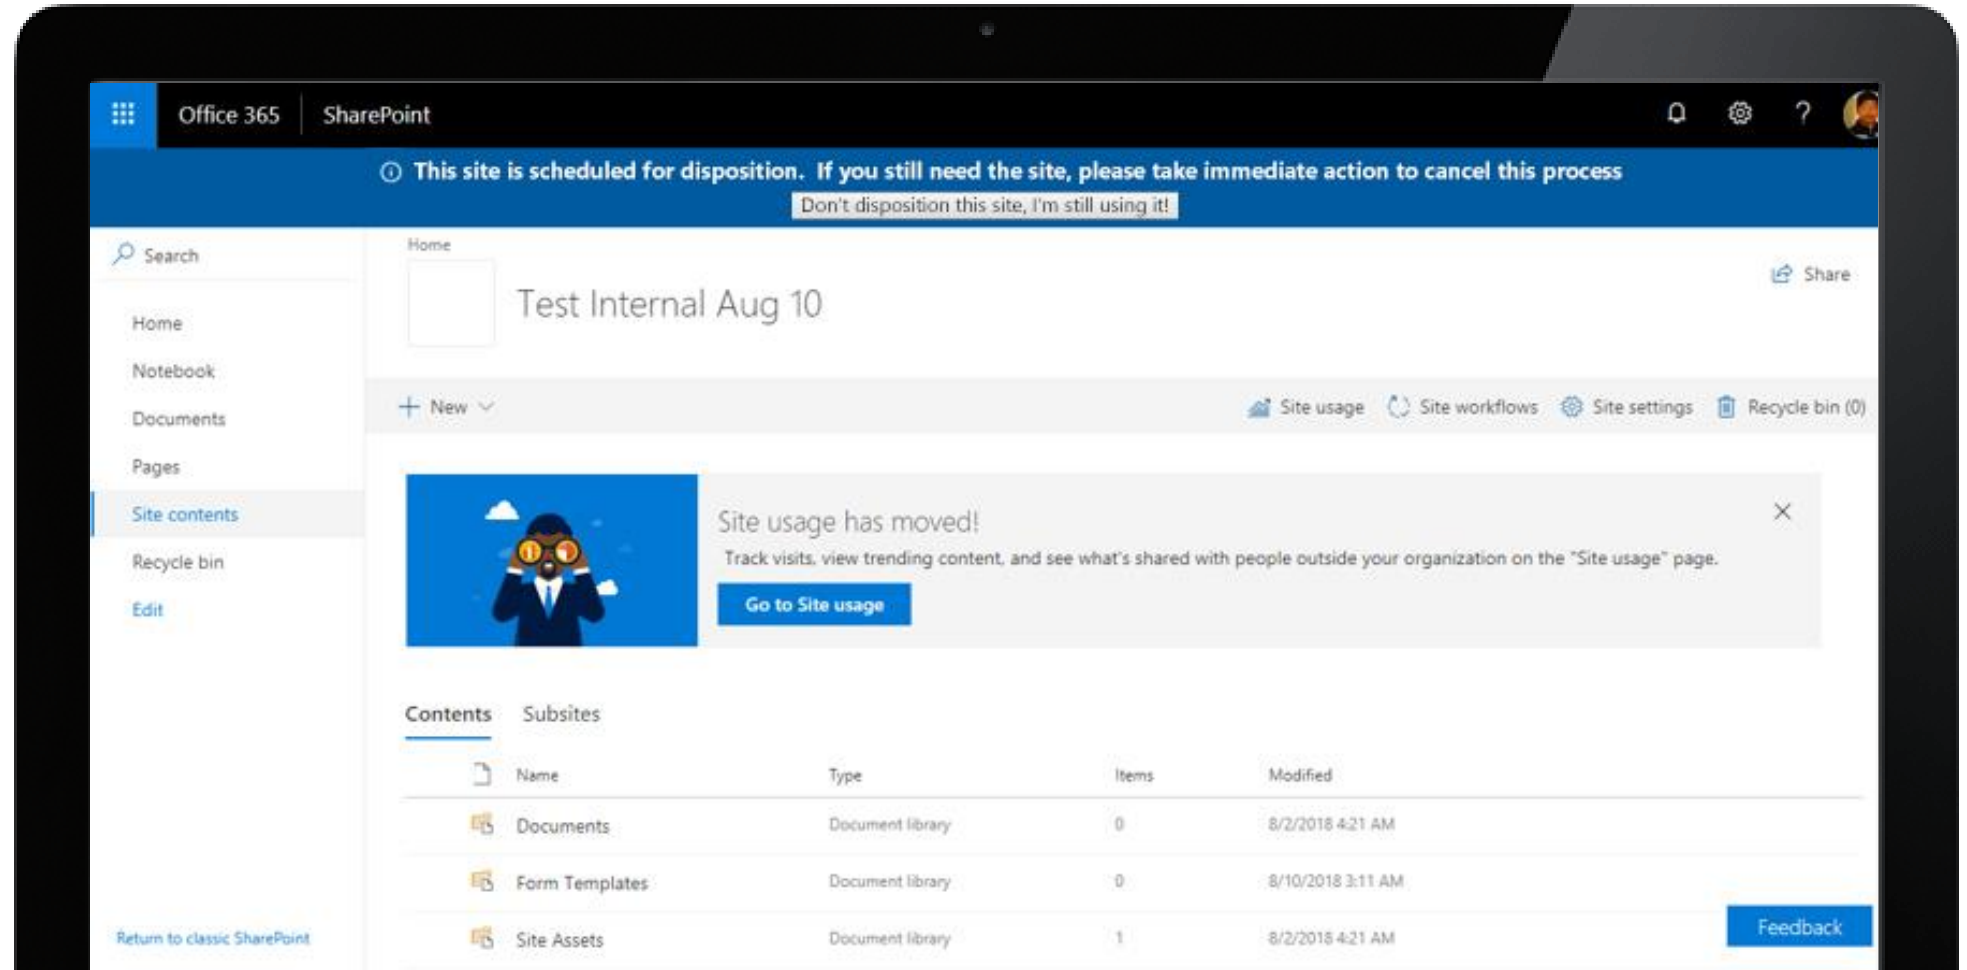 Office 365 SharePoint ?
This site is scheduled for disposition. If you still need the site, please take immediate action to cancel this process
Don't disposition this site, I'm still using it!
Search
Home
Notebook
Documents
Pages
Site contents
Recycle bin
Edit
Return to classic SharePoint
Home
Test Internal Aug 10
Share
New
Site usage Site workflows Site settings Recycle bin (0)
Site usage has moved!
Track visits, view trending content, and see what's shared with people outside your organization on the "Site usage" page.
Go to Site usage
Contents Subsites
Name Type Items Modified
Documents Document library 0 8/2/2018 4:21 AM
Form Templates Document library 0 8/10/2018 3:11 AM
Site Assets Document library 1 8/2/2018 4:21 AM
Feedback